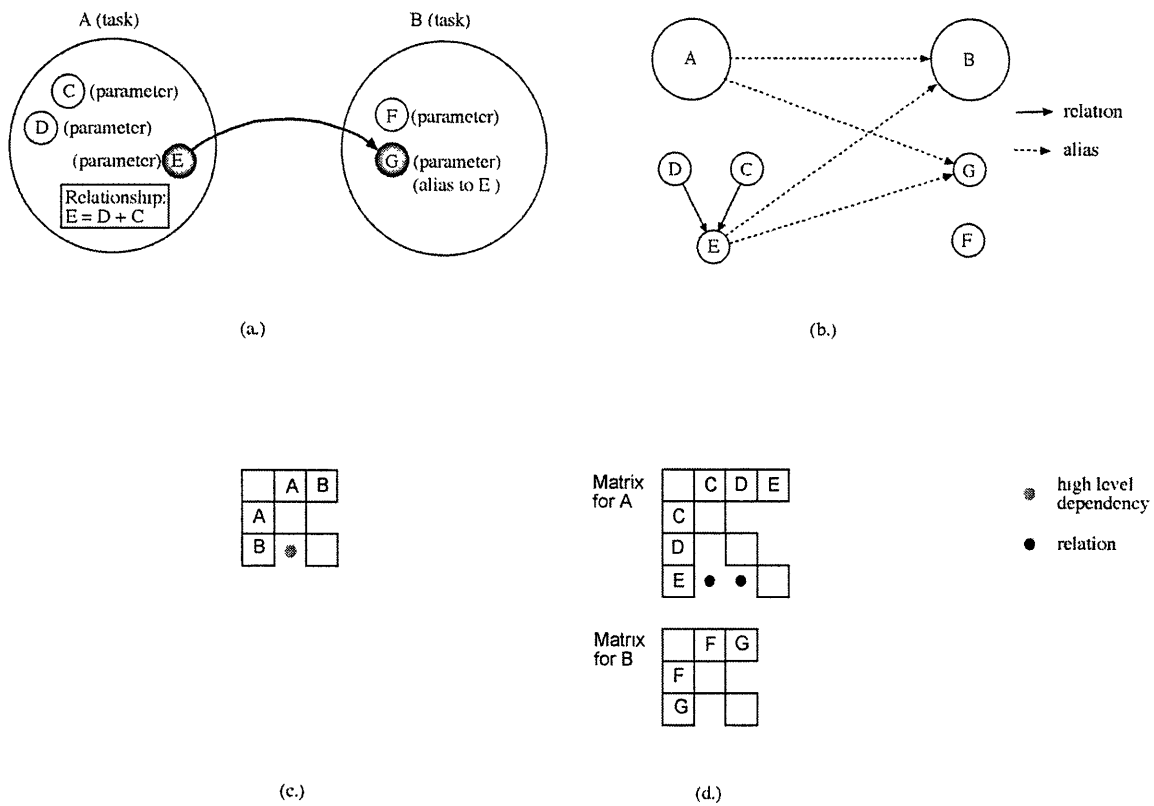 A (task)
B (task)
C (parameter)
D (parameter)
(parameter) E
Relationship:
E = D + C
F (parameter)
G (parameter)
(alias to E )
(a.)
A
B
relation
alias
D
C
G
E
F
(b.)
A B
A
B
(c.)
Matrix
for A
C D E
C
D
E
Matrix
for B
F G
F
G
high level
dependency
relation
(d.)